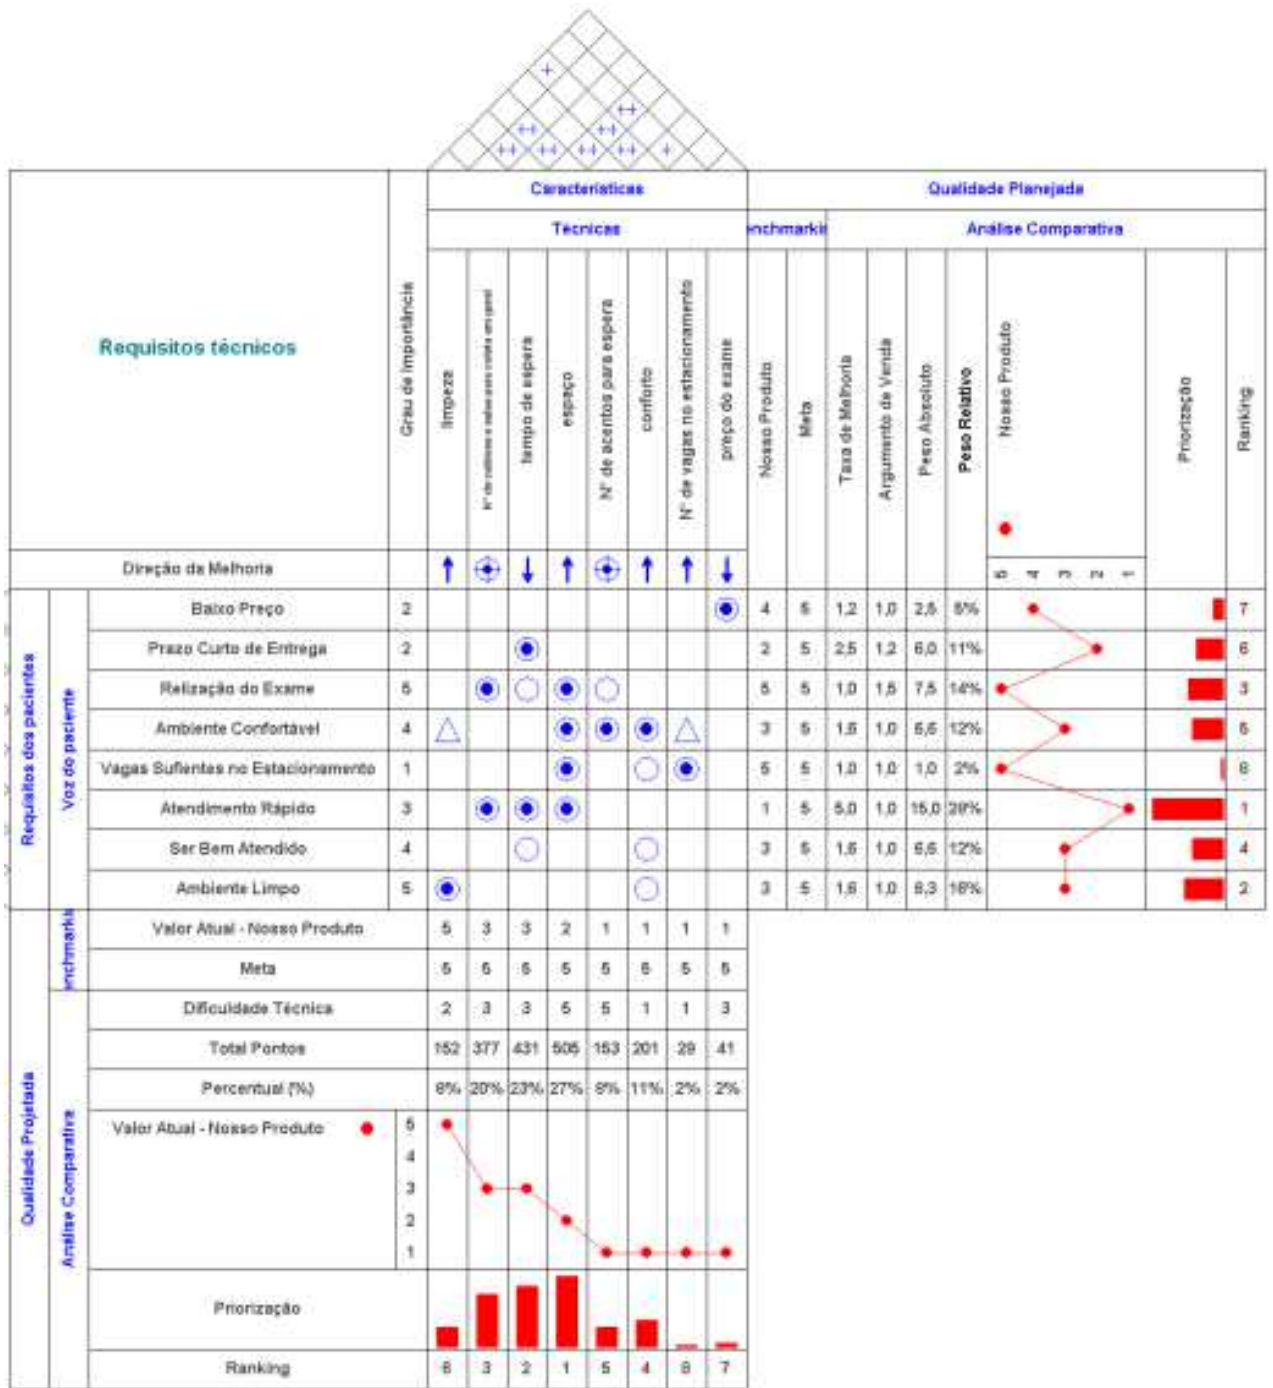 Características
Qualidade Planejada
Técnicas
enchmarki
Análise Comparativa
Requisitos técnicos
Grau de Importância
limpeza
tempo de espera
espaço
N° de acentos para espera
conforto
N° de vagas no estacionamento
preço do exame
Nosso Produto
Meta
Taxa de Melhoria
Argumento de Venda
Peso Absoluto
Peso Relativo
Nosso Produto
Priorização
Ranking
Direção da Melhoria
5 4 3 2 1
Requisitos dos pacientes
Voz do paciente
Baixo Preço 2 4 5 1,2 1,0 2,5 5% 7
Prazo Curto de Entrega 2 2 5 2,5 1,2 6,0 11% 6
Relização do Exame 5 5 5 1,0 1,5 7,5 14% 3
Ambiente Confortável 4 3 5 1,6 1,0 6,6 12% 5
Vagas Sufientes no Estacionamento 1 5 5 1,0 1,0 1,0 2% 8
Atendimento Rápido 3 1 5 5,0 1,0 15,0 28% 1
Ser Bem Atendido 4 3 5 1,6 1,0 6,6 12% 4
Ambiente Limpo 5 3 5 1,6 1,0 8,3 16% 2
Qualidade Projetada
enchmarki
Valor Atual - Nosso Produto 5 3 3 2 1 1 1 1
Meta 5 5 5 5 5 5 5 5
Análise Comparativa
Dificuldade Técnica 2 3 3 5 5 1 1 3
Total Pontos 152 377 431 505 153 201 29 41
Percentual (%) 8% 20% 23% 27% 8% 11% 2% 2%
Valor Atual - Nosso Produto
5
4
3
2
1
Priorização
Ranking 6 3 2 1 5 4 8 7